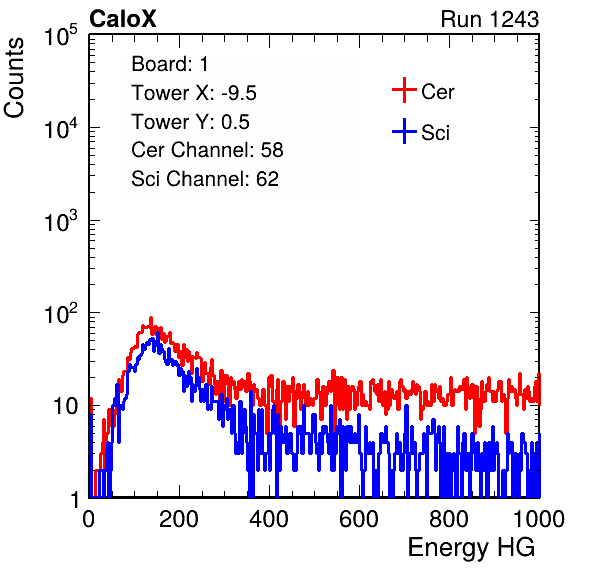 CaloX Run 1243
Counts
10^5
10^4
10^3
10^2
10
1
Board: 1
Tower X: -9.5
Tower Y: 0.5
Cer Channel: 58
Sci Channel: 62
Cer
Sci
0 200 400 600 800 1000
Energy HG